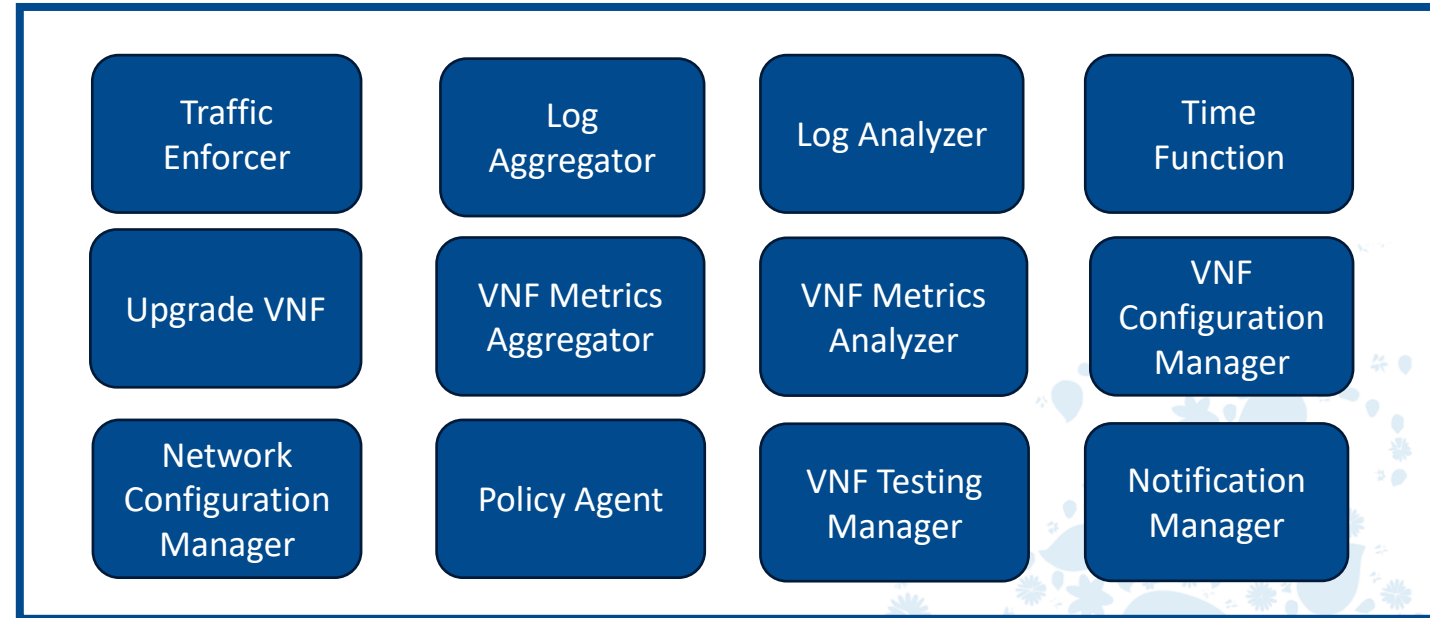 Traffic
Enforcer
Log
Aggregator
Log Analyzer
Time
Function
Upgrade VNF
VNF Metrics
Aggregator
VNF Metrics
Analyzer
VNF
Configuration
Manager
Network
Configuration
Manager
Policy Agent
VNF Testing
Manager
Notification
Manager